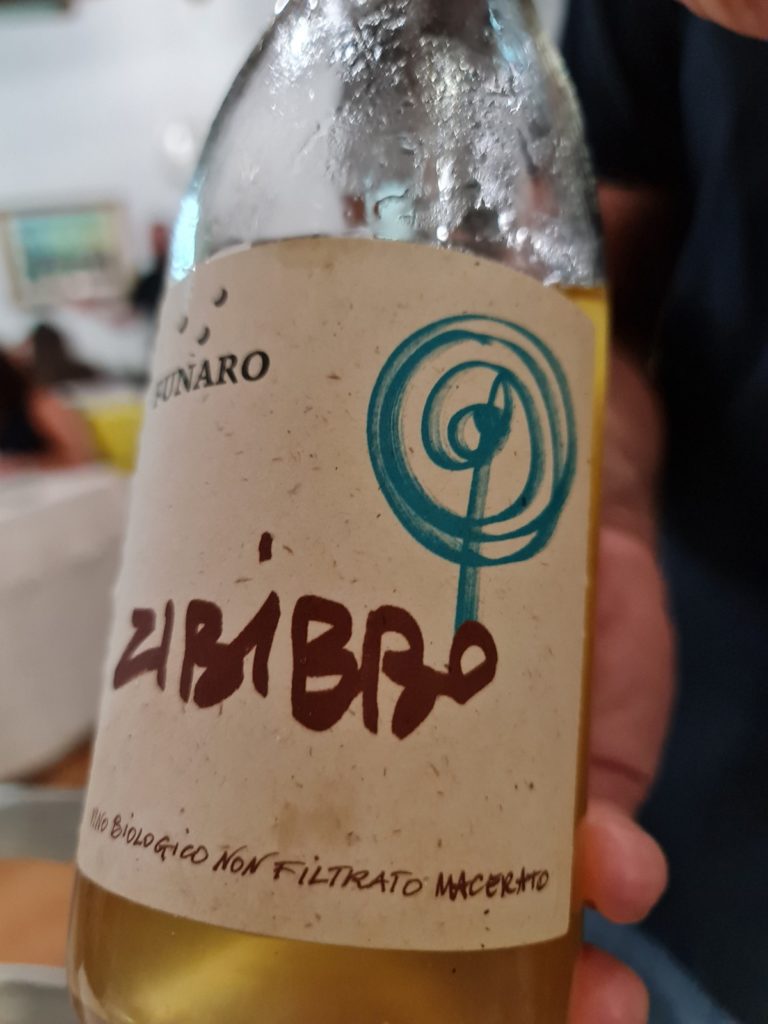 FUNARO
ZIBIBBO
VINO BIOLOGICO NON FILTRATO MACERATO